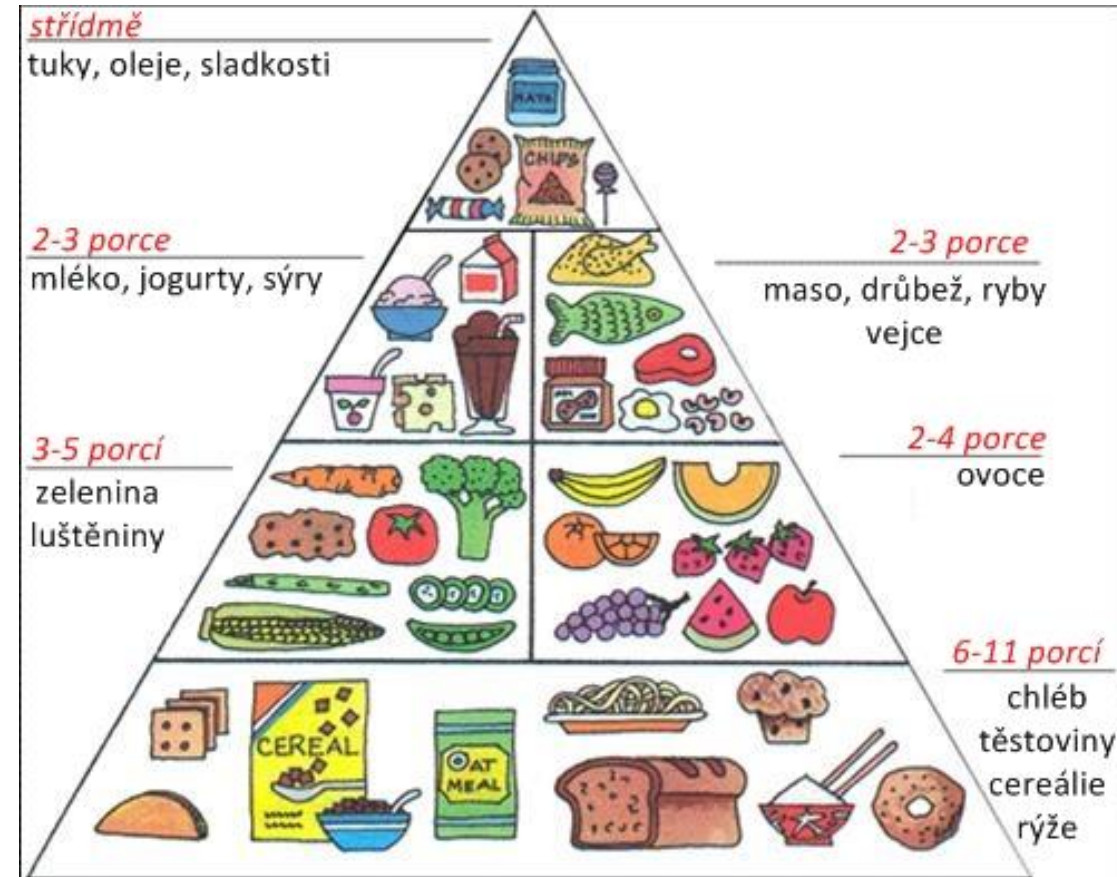 střídmě
tuky, oleje, sladkosti
MAYO
CHIPS
2-3 porce
mléko, jogurty, sýry
2-3 porce
maso, drůbež, ryby
vejce
3-5 porcí
zelenina
luštěniny
2-4 porce
ovoce
6-11 porcí
chléb
těstoviny
cereálie
rýže
CEREAL
OAT
MEAL